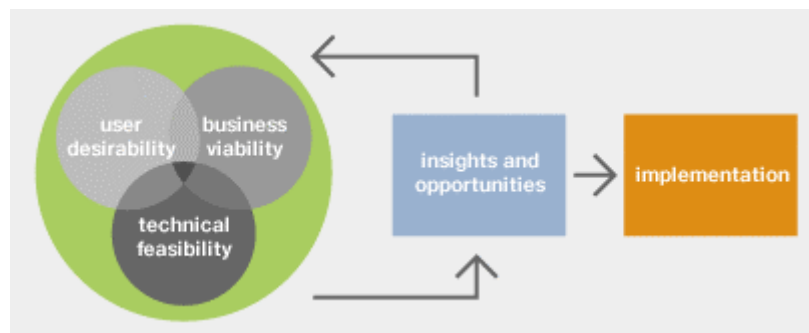 user
desirability
business
viability
technical
feasibility
insights and
opportunities
implementation